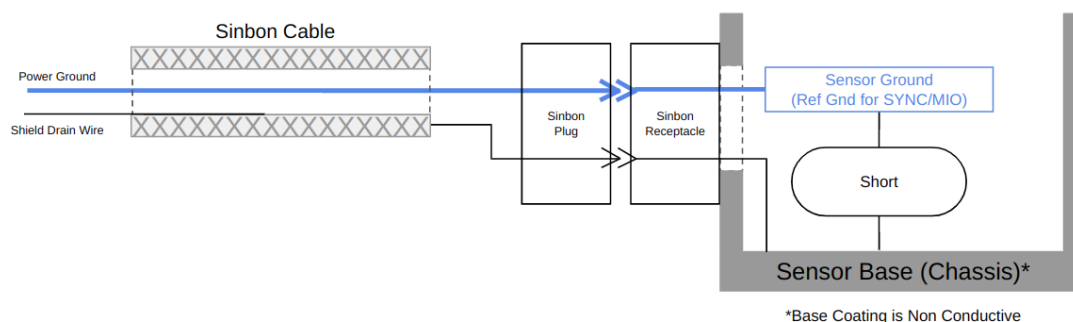 Sinbon Cable
Power Ground
Shield Drain Wire
Sinbon
Plug
Sinbon
Receptacle
Sensor Ground
(Ref Gnd for SYNC/MIO)
Short
Sensor Base (Chassis)*
*Base Coating is Non Conductive